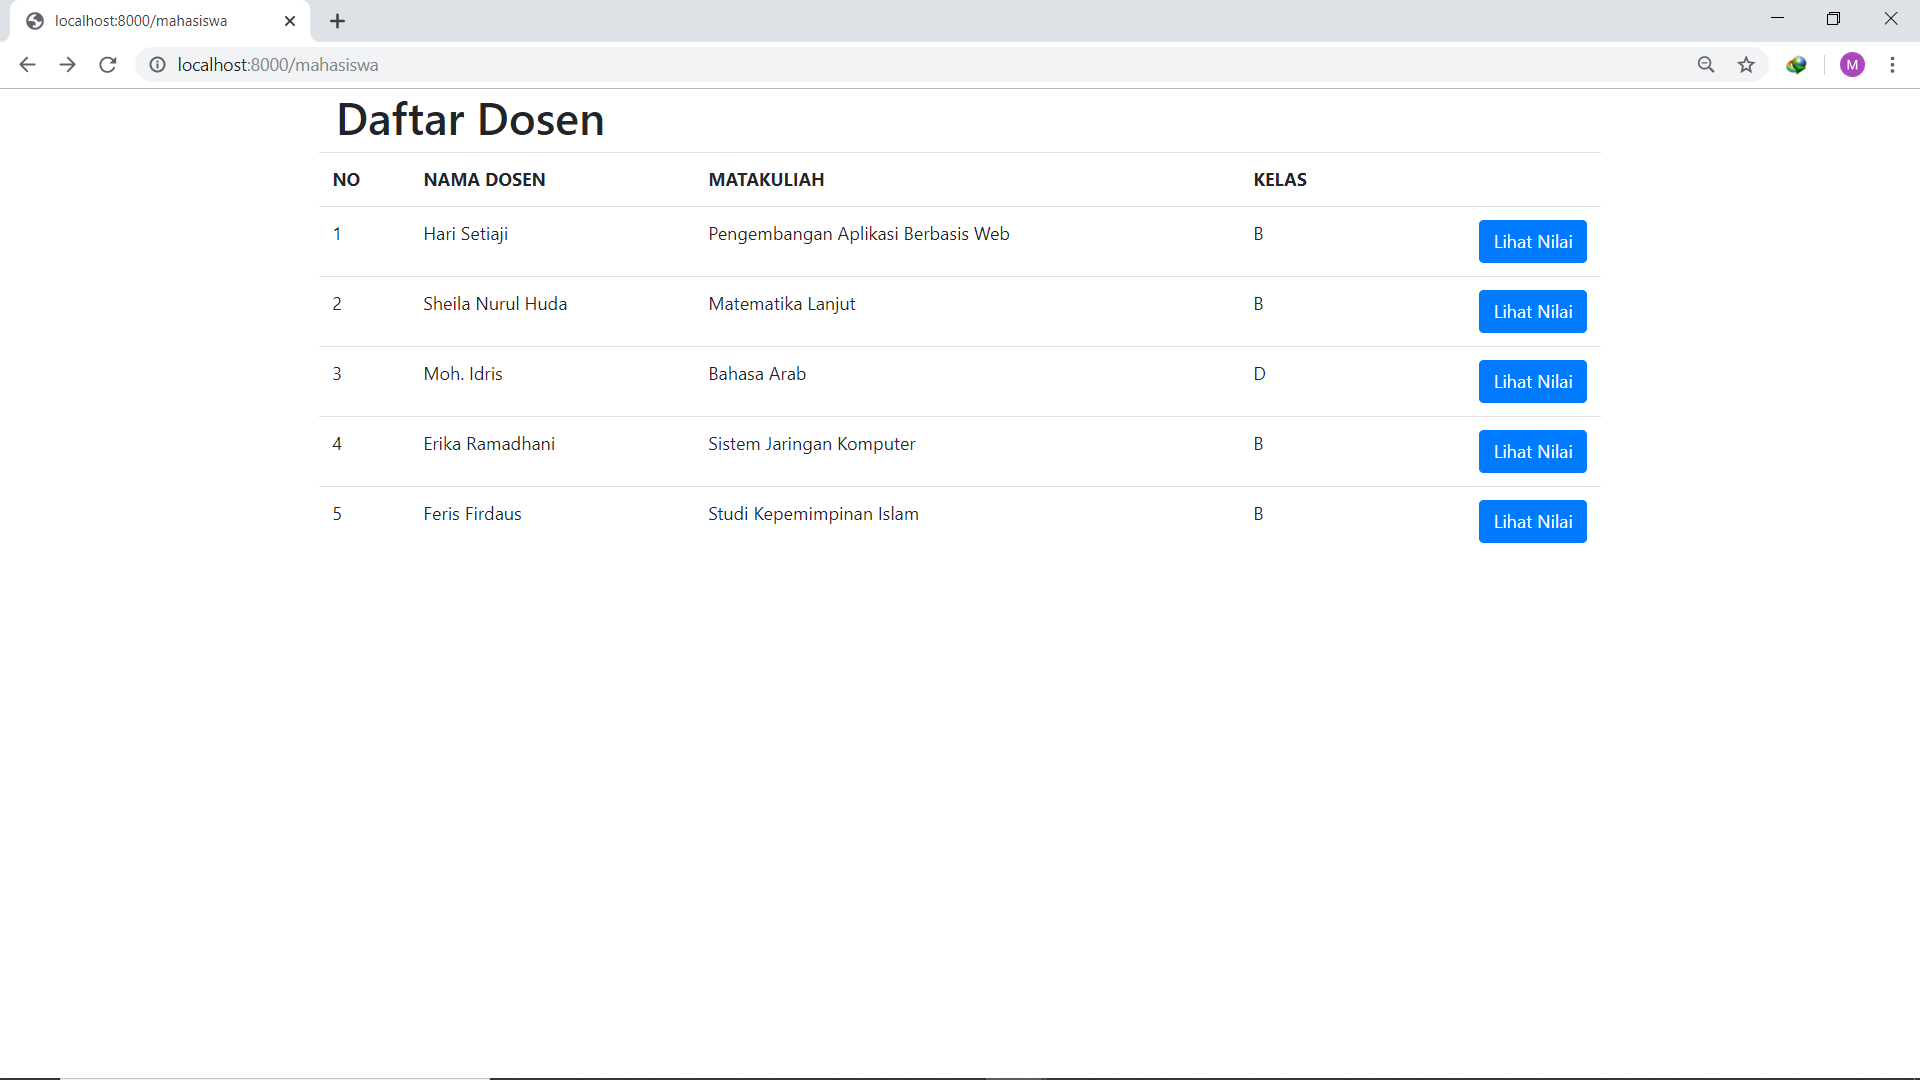 localhost:8000/mahasiswa
localhost:8000/mahasiswa
M
Daftar Dosen
NO NAMA DOSEN MATAKULIAH KELAS
1 Hari Setiaji Pengembangan Aplikasi Berbasis Web B Lihat Nilai
2 Sheila Nurul Huda Matematika Lanjut B Lihat Nilai
3 Moh. Idris Bahasa Arab D Lihat Nilai
4 Erika Ramadhani Sistem Jaringan Komputer B Lihat Nilai
5 Feris Firdaus Studi Kepemimpinan Islam B Lihat Nilai